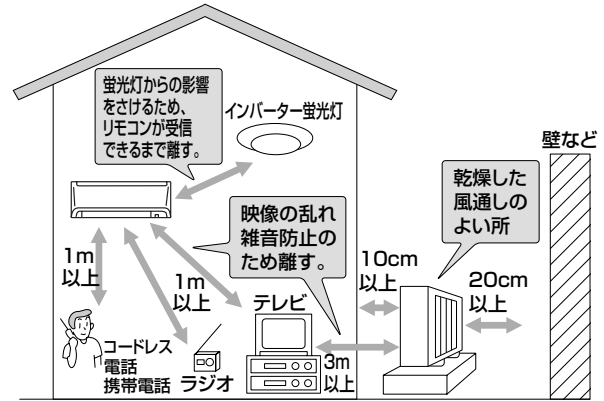 蛍光灯からの影響
をさけるため、
リモコンが受信
できるまで離す。
インバーター蛍光灯
壁など
乾燥した
風通しの
よい所
映像の乱れ
雑音防止の
ため離す。
1m
以上
1m
以上
10cm
以上
20cm
以上
テレビ
3m
以上
コードレス
電話
携帯電話
ラジオ